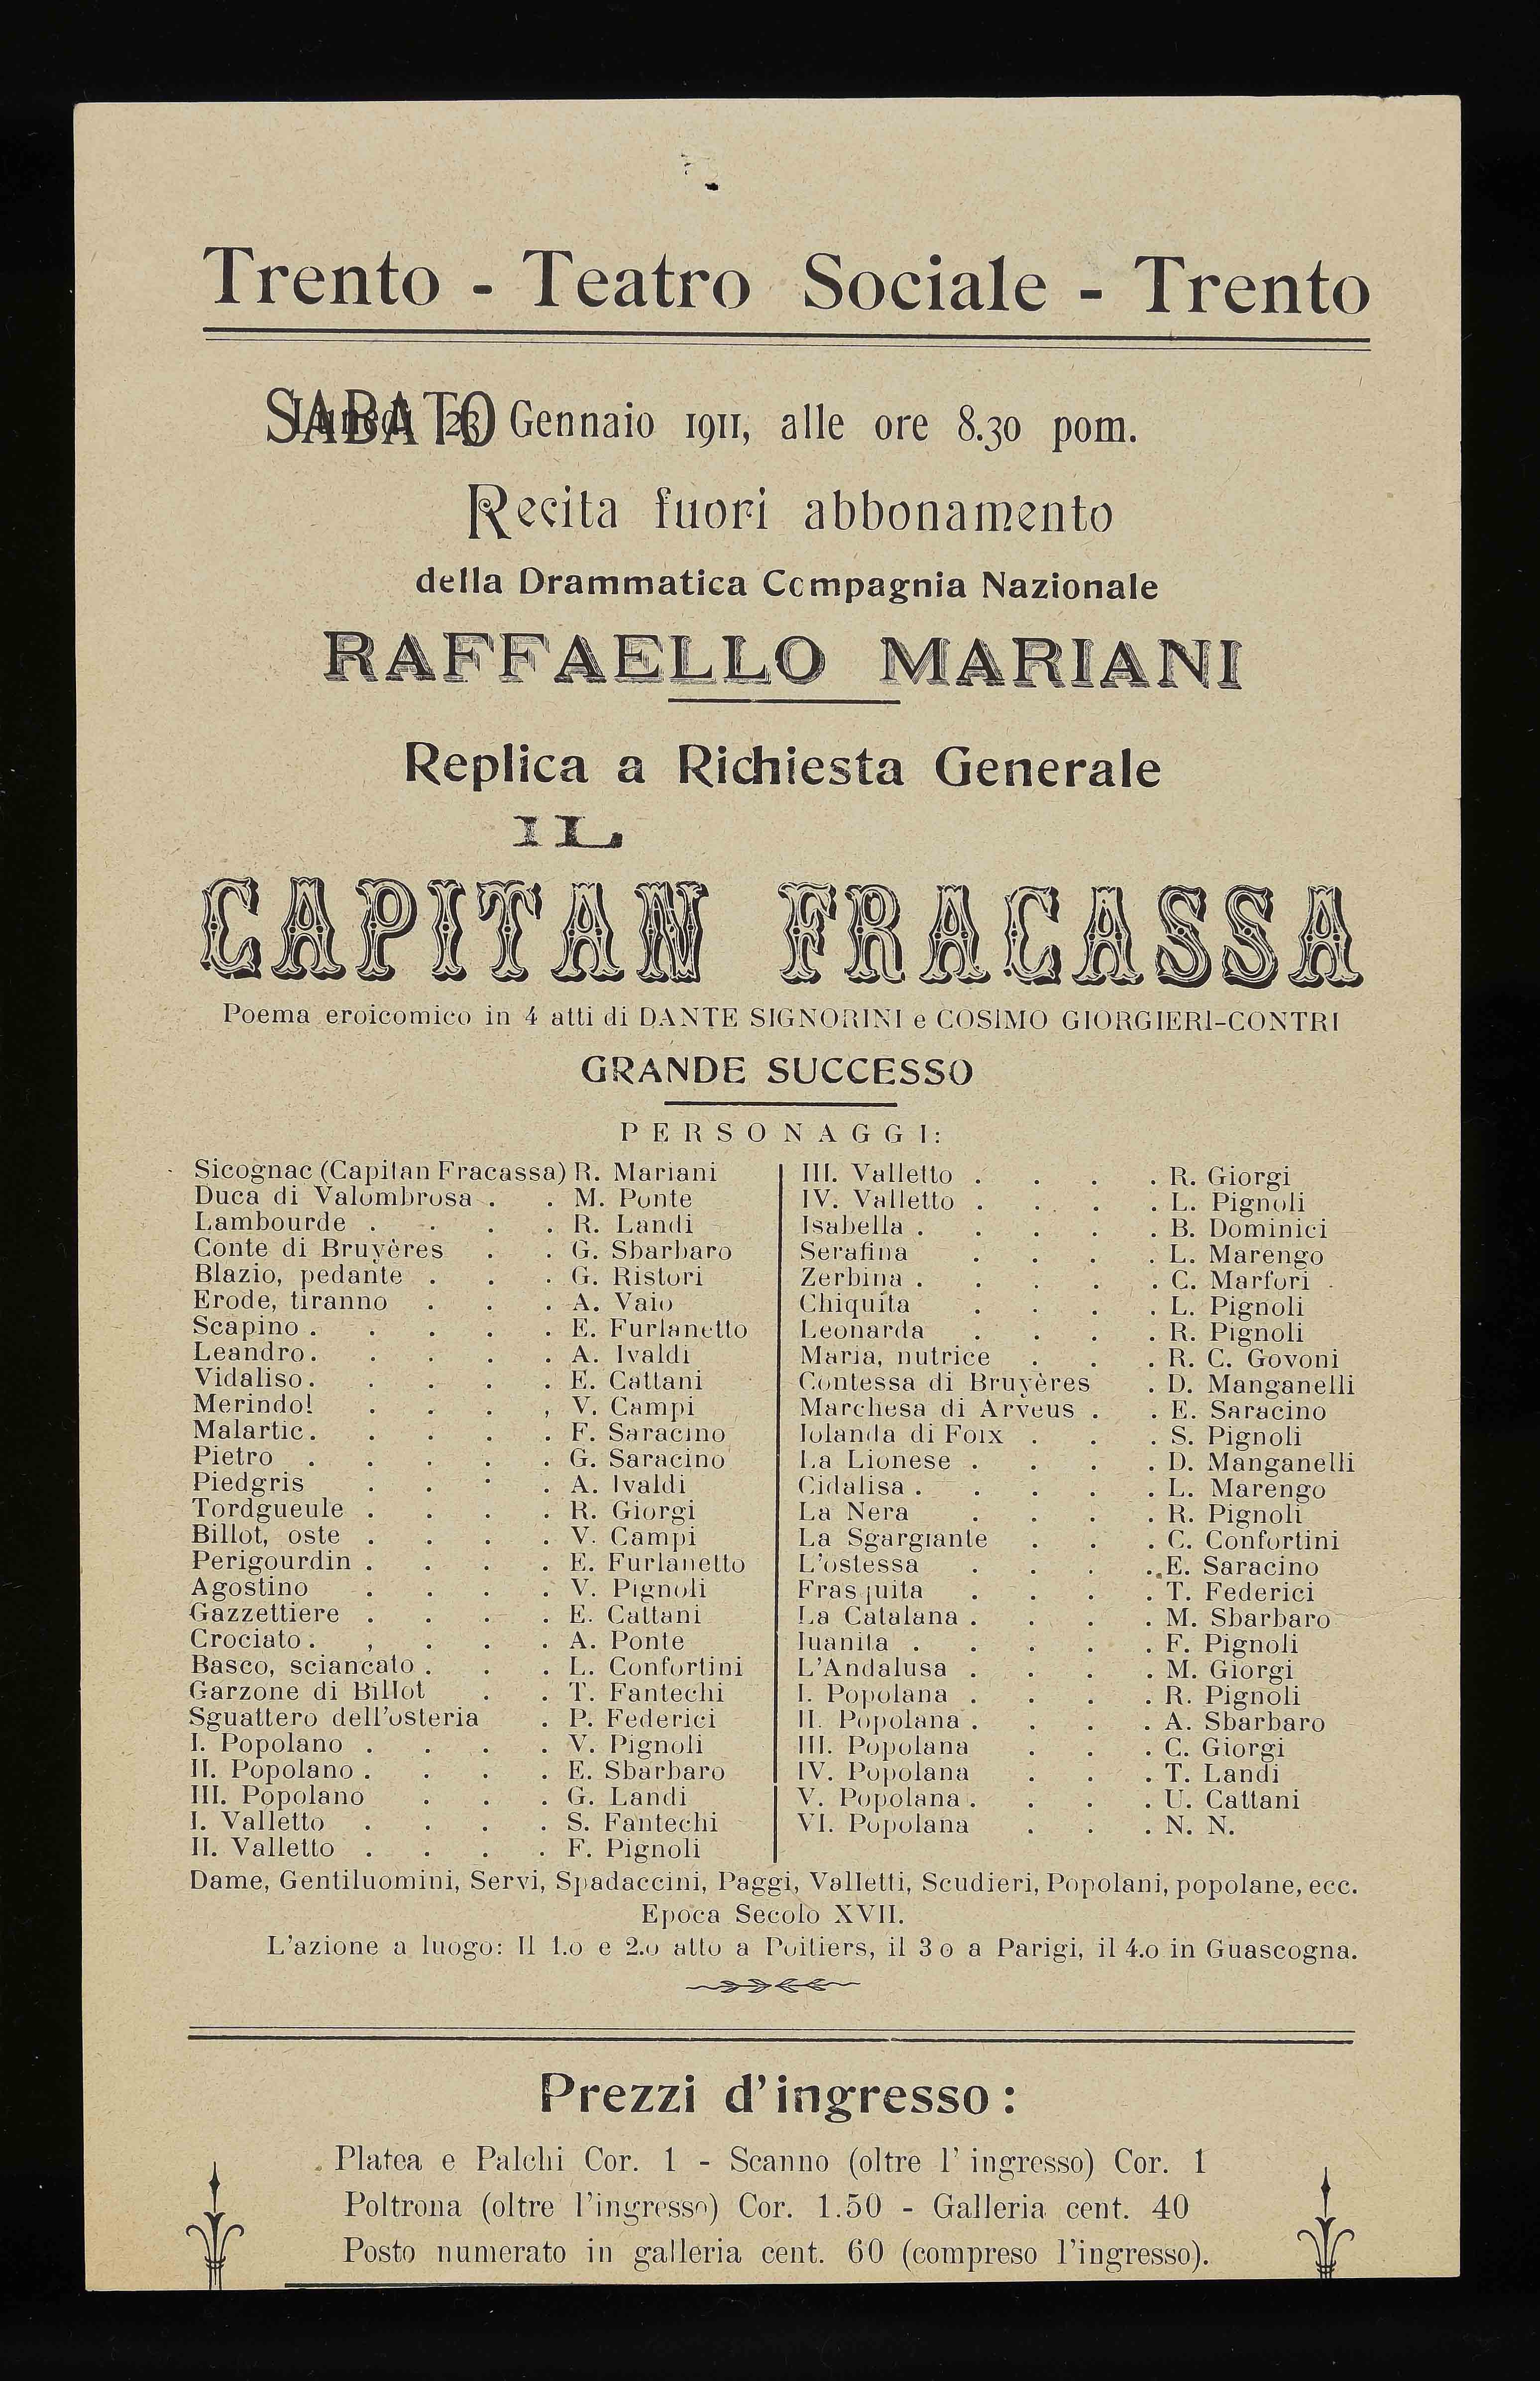 Trento - Teatro Sociale - Trento
SABATO Gennaio 1911, alle ore 8.30 pom.
Recita fuori abbonamento
della Drammatica Compagnia Nazionale
RAFFAELLO MARIANI
Replica a Richiesta Generale
IL
CAPITAN FRACASSA
Poema eroicomico in 4 atti di DANTE SIGNORINI e COSIMO GIORGIERI-CONTRI
GRANDE SUCCESSO
PERSONAGGI:
Sicognac (Capitan Fracassa) R. Mariani
Duca di Valombrosa . . M. Ponte
Lambourde . . . . R. Landi
Conte di Bruyères . . G. Sbarbaro
Blazio, pedante . . . G. Ristori
Erode, tiranno . . . A. Vaio
Scapino . . . . . E. Furlanetto
Leandro . . . . . A. Ivaldi
Vidaliso . . . . . E. Cattani
Merindol . . . , V. Campi
Malartic . . . . . F. Saracino
Pietro . . . . . G. Saracino
Piedgris . . . . A. Ivaldi
Tordgueule . . . . R. Giorgi
Billot, oste . . . . V. Campi
Perigourdin . . . . E. Furlanetto
Agostino . . . . V. Pignoli
Gazzettiere . . . . E. Cattani
Crociato . , . . . A. Ponte
Basco, sciancato . . . L. Confortini
Garzone di Billot . . T. Fantechi
Sguattero dell'osteria . P. Federici
I. Popolano . . . . V. Pignoli
II. Popolano . . . . E. Sbarbaro
III. Popolano . . . G. Landi
I. Valletto . . . . S. Fantechi
II. Valletto . . . . F. Pignoli
III. Valletto . . . . R. Giorgi
IV. Valletto . . . . L. Pignoli
Isabella . . . . . B. Dominici
Serafina . . . . L. Marengo
Zerbina . . . . . C. Marfori
Chiquita . . . . L. Pignoli
Leonarda . . . . R. Pignoli
Maria, nutrice . . . R. C. Govoni
Contessa di Bruyères . D. Manganelli
Marchesa di Arveus . . E. Saracino
Iolanda di Foix . . . S. Pignoli
La Lionese . . . . D. Manganelli
Cidalisa . . . . . L. Marengo
La Nera . . . . R. Pignoli
La Sgargiante . . . C. Confortini
L'ostessa . . . . E. Saracino
Frasquita . . . . T. Federici
La Catalana . . . . M. Sbarbaro
Iuanita . . . . . F. Pignoli
L'Andalusa . . . . M. Giorgi
I. Popolana . . . . R. Pignoli
II. Popolana . . . . A. Sbarbaro
III. Popolana . . . C. Giorgi
IV. Popolana . . . T. Landi
V. Popolana . . . . U. Cattani
VI. Popolana . . . N. N.
Dame, Gentiluomini, Servi, Spadaccini, Paggi, Valletti, Scudieri, Popolani, popolane, ecc.
Epoca Secolo XVII.
L'azione a luogo: Il 1.o e 2.o atto a Poitiers, il 3 o a Parigi, il 4.o in Guascogna.
Prezzi d'ingresso:
Platea e Palchi Cor. 1 - Scanno (oltre l' ingresso) Cor. 1
Poltrona (oltre l'ingresso) Cor. 1.50 - Galleria cent. 40
Posto numerato in galleria cent. 60 (compreso l'ingresso).